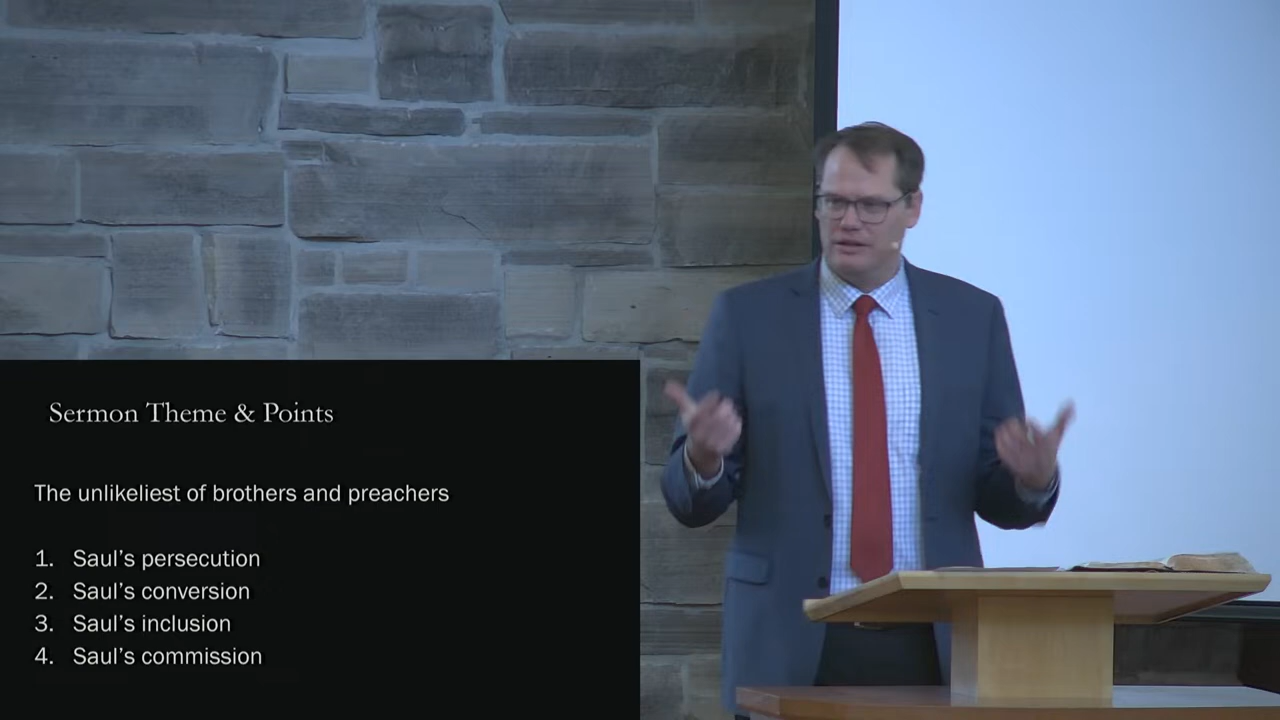 Sermon Theme & Points
The unlikeliest of brothers and preachers
1. Saul's persecution
2. Saul's conversion
3. Saul's inclusion
4. Saul's commission